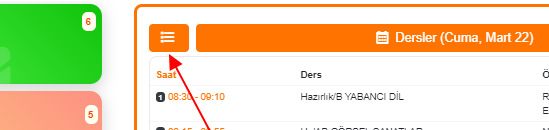 6
Dersler (Cuma, Mart 22)
Saat Ders Ö
1 08:30 - 09:10 Hazırlık/B YABANCI DİL R
5